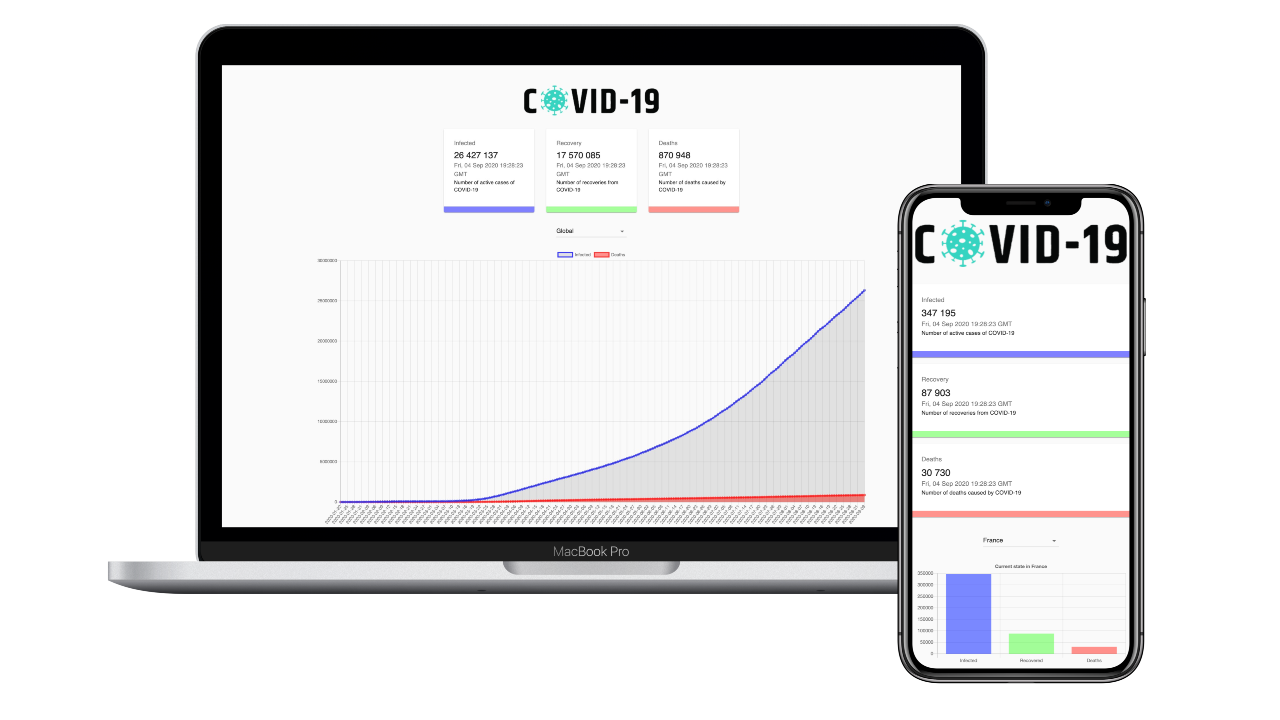 COVID-19
Infected
26 427 137
Fri, 04 Sep 2020 19:28:23
GMT
Number of active cases of
COVID-19
Recovery
17 570 085
Fri, 04 Sep 2020 19:28:23
GMT
Number of recoveries from
COVID-19
Deaths
870 948
Fri, 04 Sep 2020 19:28:23
GMT
Number of deaths caused by
COVID-19
Global
Infected Deaths
30000000
25000000
20000000
15000000
10000000
5000000
0
MacBook Pro
COVID-19
Infected
347 195
Fri, 04 Sep 2020 19:28:23 GMT
Number of active cases of COVID-19
Recovery
87 903
Fri, 04 Sep 2020 19:28:23 GMT
Number of recoveries from COVID-19
Deaths
30 730
Fri, 04 Sep 2020 19:28:23 GMT
Number of deaths caused by COVID-19
France
Current state in France
350000
300000
250000
200000
150000
100000
50000
0
Infected Recovered Deaths